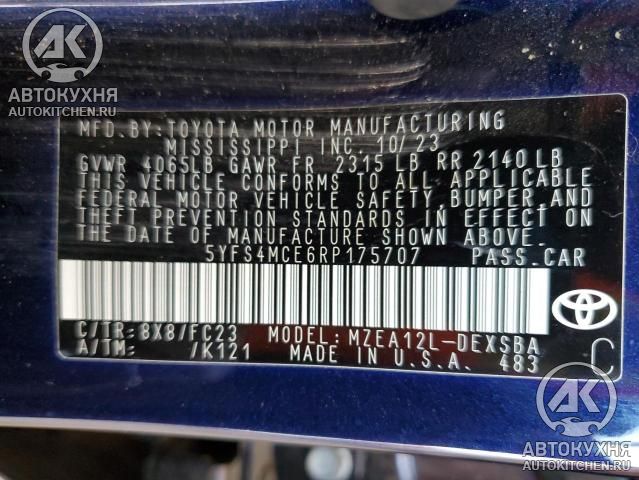 АК
АВТОКУХНЯ
AUTOKITCHEN.RU
MFD.BY:TOYOTA MOTOR MANUFACTURING
MISSISSIPPI INC. 10/23
GVWR 4065LB GAWR FR 2315 LB RR 2140 LB
THIS VEHICLE CONFORMS TO ALL APPLICABLE
FEDERAL MOTOR VEHICLE SAFETY, BUMPER, AND
THEFT PREVENTION STANDARDS IN EFFECT ON
THE DATE OF MANUFACTURE SHOWN ABOVE.
5YFS4MCE6RP175707 PASS.CAR
C/TR: 8X8/FC23 MODEL: MZEA12L-DEXSBA
A/TM: /K121 MADE IN U.S.A. 483
C
АК
АВТОКУХНЯ
AUTOKITCHEN.RU